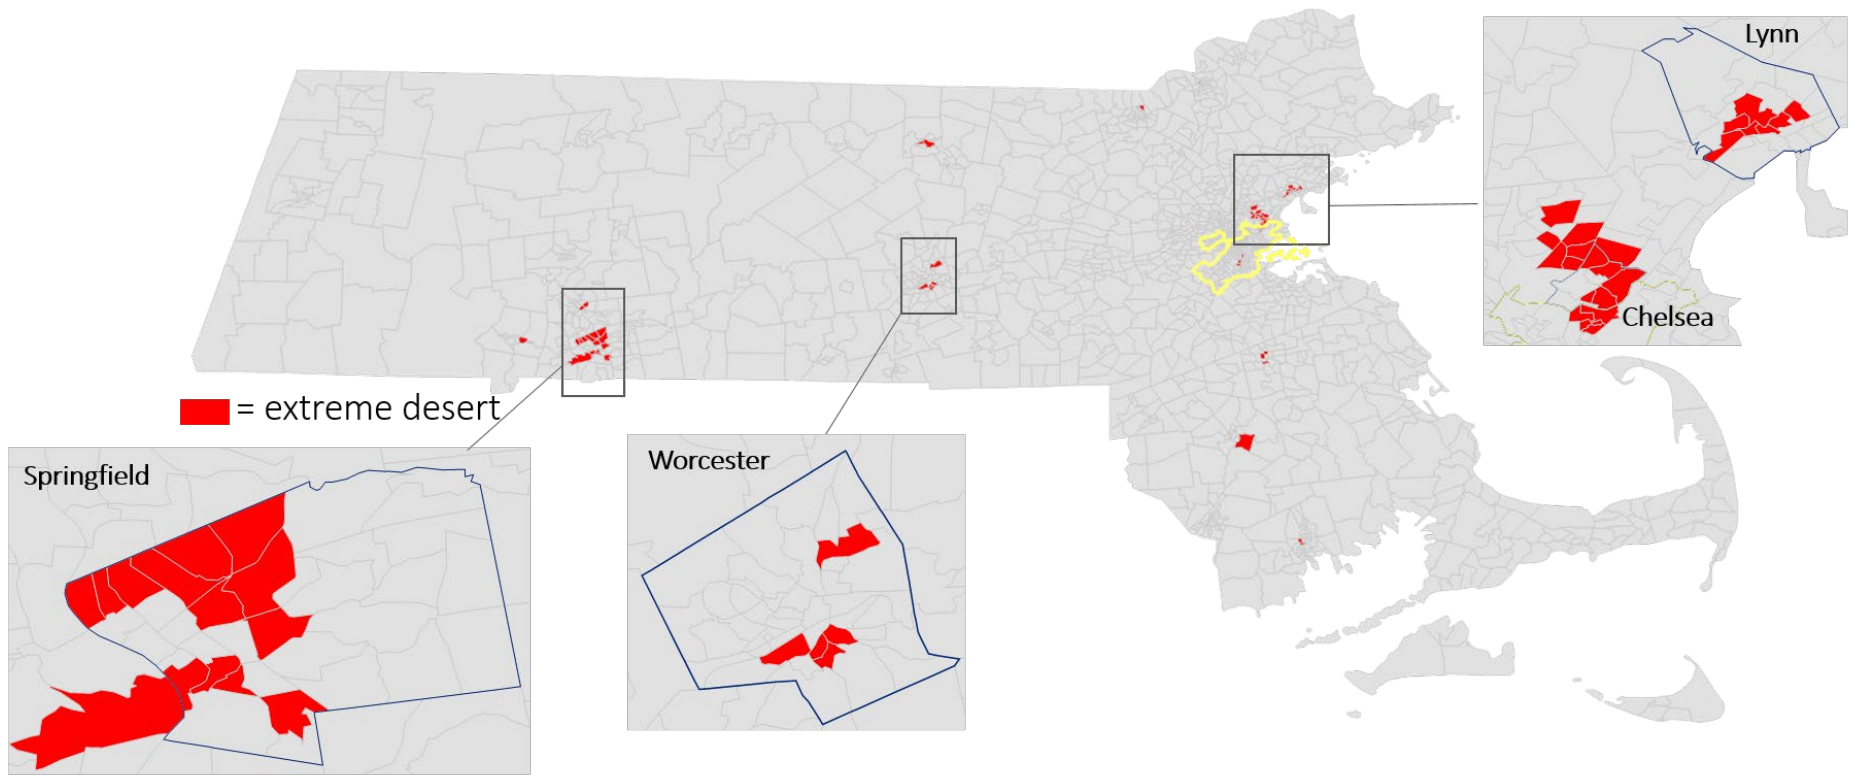 Lynn
Chelsea
= extreme desert
Springfield
Worcester